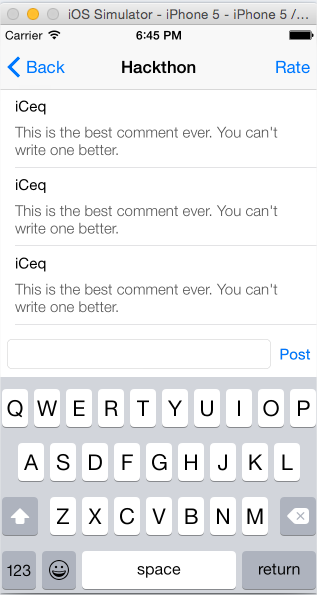 iOS Simulator - iPhone 5 - iPhone 5 /...
Carrier 6:45 PM
Back Hackthon Rate
iCeq
This is the best comment ever. You can't
write one better.
iCeq
This is the best comment ever. You can't
write one better.
iCeq
This is the best comment ever. You can't
write one better.
Post
Q W E R T Y U I O P
A S D F G H J K L
Z X C V B N M
123 space return